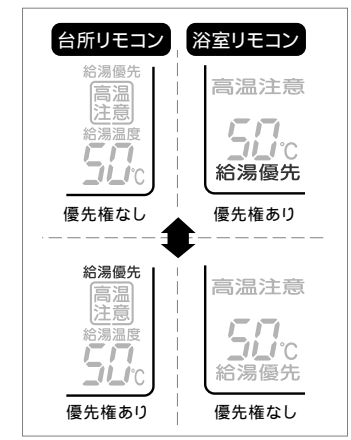 台所リモコン
浴室リモコン
給湯優先
高温
注意
給湯温度
50℃
優先権なし
高温注意
50℃
給湯優先
優先権あり
給湯優先
高温
注意
給湯温度
50℃
優先権あり
高温注意
50℃
給湯優先
優先権なし